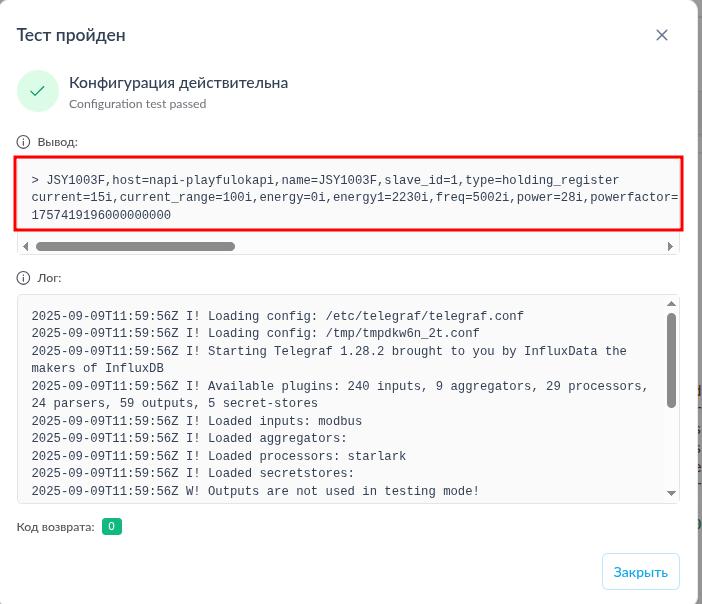 Тест пройден
Конфигурация действительна
Configuration test passed
Вывод:
> JSY1003F,host=napi-playfulokapi,name=JSY1003F,slave_id=1,type=holding_register
current=15i,current_range=100i,energy=0i,energy1=2230i,freq=5002i,power=28i,powerfactor=
1757419196000000000
Лог:
2025-09-09T11:59:56Z I! Loading config: /etc/telegraf/telegraf.conf
2025-09-09T11:59:56Z I! Loading config: /tmp/tmpdkw6n_2t.conf
2025-09-09T11:59:56Z I! Starting Telegraf 1.28.2 brought to you by InfluxData the
makers of InfluxDB
2025-09-09T11:59:56Z I! Available plugins: 240 inputs, 9 aggregators, 29 processors,
24 parsers, 59 outputs, 5 secret-stores
2025-09-09T11:59:56Z I! Loaded inputs: modbus
2025-09-09T11:59:56Z I! Loaded aggregators:
2025-09-09T11:59:56Z I! Loaded processors: starlark
2025-09-09T11:59:56Z I! Loaded secretstores:
2025-09-09T11:59:56Z W! Outputs are not used in testing mode!
Код возврата: 0
Закрыть